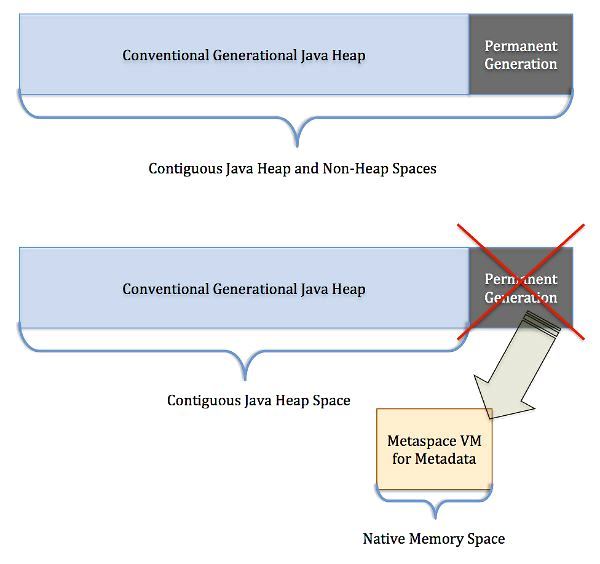 Conventional Generational Java Heap
Permanent
Generation
Contiguous Java Heap and Non-Heap Spaces
Conventional Generational Java Heap
Permanent
Generation
Contiguous Java Heap Space
Metaspace VM
for Metadata
Native Memory Space